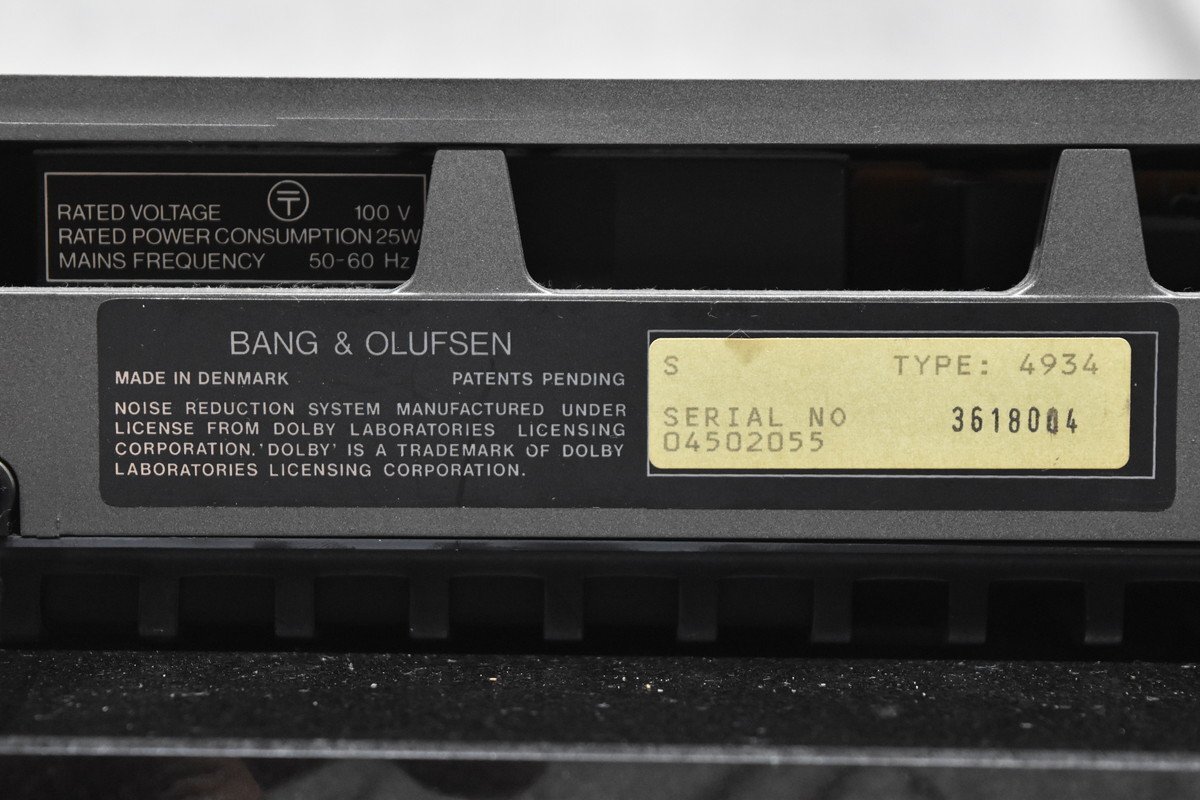 RATED VOLTAGE 100 V
RATED POWER CONSUMPTION 25W
MAINS FREQUENCY 50-60 Hz
BANG & OLUFSEN
MADE IN DENMARK PATENTS PENDING
NOISE REDUCTION SYSTEM MANUFACTURED UNDER
LICENSE FROM DOLBY LABORATORIES LICENSING
CORPORATION. 'DOLBY' IS A TRADEMARK OF DOLBY
LABORATORIES LICENSING CORPORATION.
S TYPE: 4934
SERIAL NO 3618004
04502055